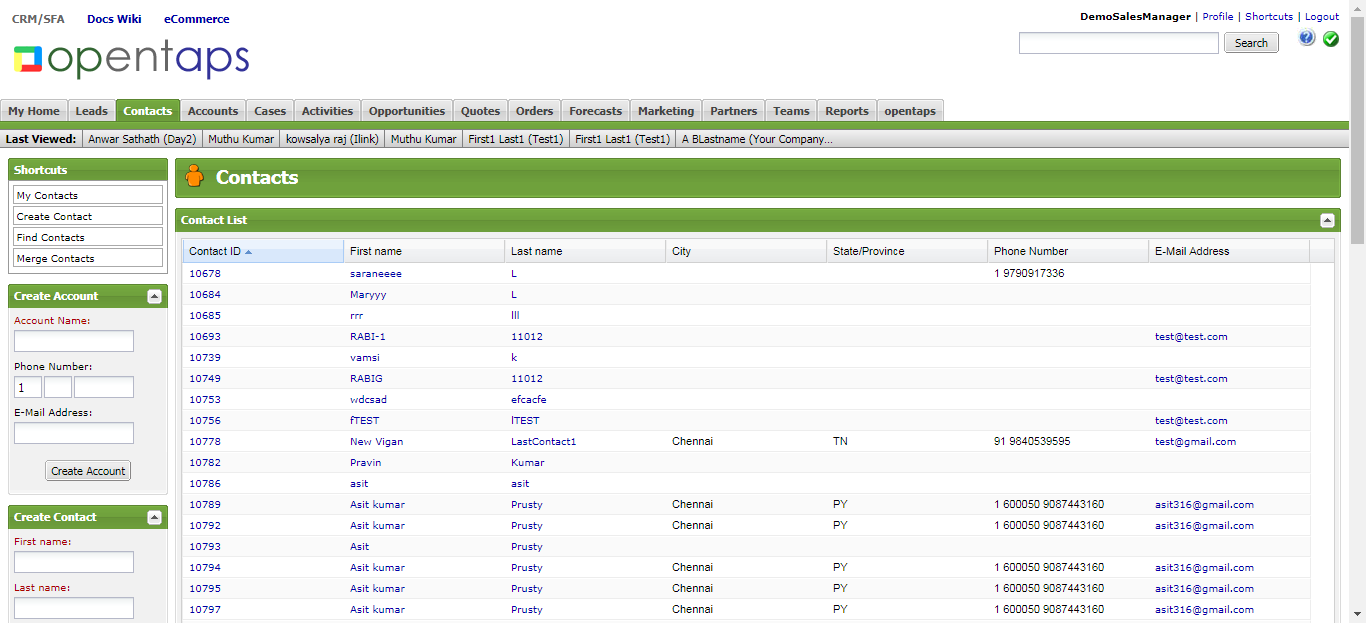 CRM/SFA Docs Wiki eCommerce
DemoSalesManager | Profile | Shortcuts | Logout
opentaps
Search
My Home Leads Contacts Accounts Cases Activities Opportunities Quotes Orders Forecasts Marketing Partners Teams Reports opentaps
Last Viewed: Anwar Sathath (Day2) Muthu Kumar kowsalya raj (Ilink) Muthu Kumar First1 Last1 (Test1) First1 Last1 (Test1) A BLastname (Your Company...
Shortcuts
My Contacts
Create Contact
Find Contacts
Merge Contacts
Create Account
Account Name:
Phone Number:
1
E-Mail Address:
Create Account
Create Contact
First name:
Last name:
Contacts
Contact List
Contact ID First name Last name City State/Province Phone Number E-Mail Address
10678 saraneeee L 1 9790917336
10684 Maryyy L
10685 rrr lll
10693 RABI-1 11012 test@test.com
10739 vamsi k
10749 RABIG 11012 test@test.com
10753 wdcsad efcacfe
10756 fTEST lTEST test@test.com
10778 New Vigan LastContact1 Chennai TN 91 9840539595 test@gmail.com
10782 Pravin Kumar
10786 asit asit
10789 Asit kumar Prusty Chennai PY 1 600050 9087443160 asit316@gmail.com
10792 Asit kumar Prusty Chennai PY 1 600050 9087443160 asit316@gmail.com
10793 Asit Prusty
10794 Asit kumar Prusty Chennai PY 1 600050 9087443160 asit316@gmail.com
10795 Asit kumar Prusty Chennai PY 1 600050 9087443160 asit316@gmail.com
10797 Asit kumar Prusty Chennai PY 1 600050 9087443160 asit316@gmail.com